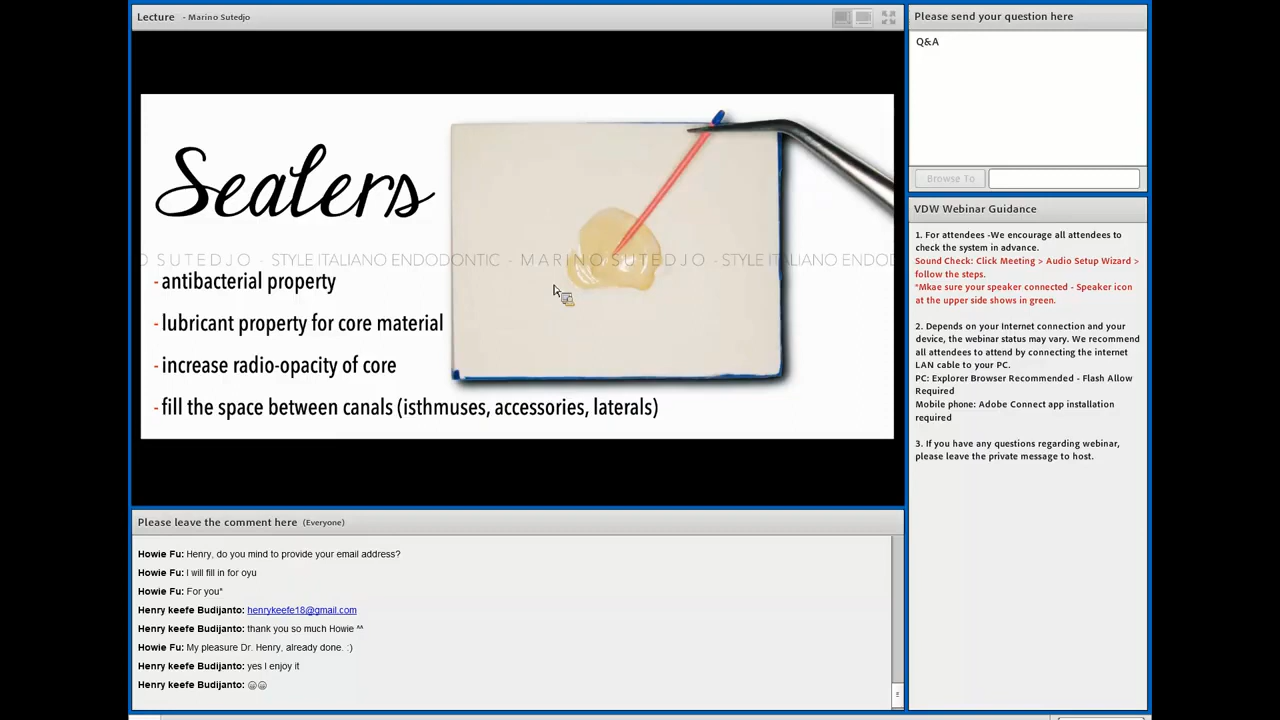 Lecture - Marino Sutedjo
Sealers
O SUTEDJO - STYLE ITALIANO ENDODONTIC - MARINO SUTEDJO - STYLE ITALIANO ENDOD
- antibacterial property
- lubricant property for core material
- increase radio-opacity of core
- fill the space between canals (isthmuses, accessories, laterals)
Please leave the comment here (Everyone)
Howie Fu: Henry, do you mind to provide your email address?
Howie Fu: I will fill in for oyu
Howie Fu: For you*
Henry keefe Budijanto: henrykeefe18@gmail.com
Henry keefe Budijanto: thank you so much Howie ^^
Howie Fu: My pleasure Dr. Henry, already done. :)
Henry keefe Budijanto: yes I enjoy it
Henry keefe Budijanto: 😀😀
Please send your question here
Q&A
Browse To
VDW Webinar Guidance
1. For attendees -We encourage all attendees to
check the system in advance.
Sound Check: Click Meeting > Audio Setup Wizard >
follow the steps.
*Mkae sure your speaker connected - Speaker icon
at the upper side shows in green.
2. Depends on your Internet connection and your
device, the webinar status may vary. We recommend
all attendees to attend by connecting the internet
LAN cable to your PC.
PC: Explorer Browser Recommended - Flash Allow
Required
Mobile phone: Adobe Connect app installation
required
3. If you have any questions regarding webinar,
please leave the private message to host.